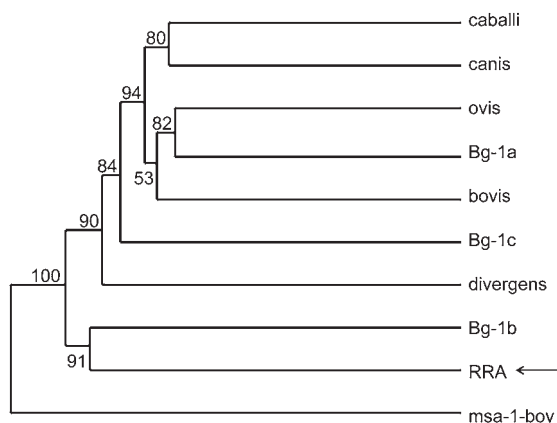 caballi
80
canis
94
ovis
82
Bg-1a
84
53
bovis
90
Bg-1c
100
divergens
Bg-1b
91
RRA
msa-1-bov